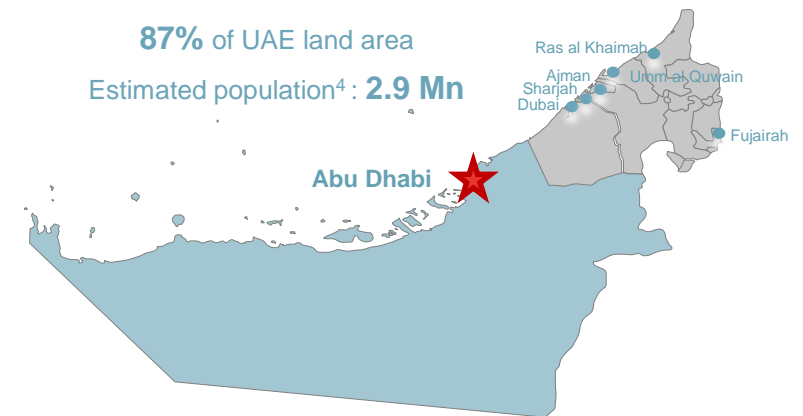 87% of UAE land area
Estimated population⁴ : 2.9 Mn
Ras al Khaimah
Ajman
Umm al Quwain
Sharjah
Dubai
Fujairah
Abu Dhabi